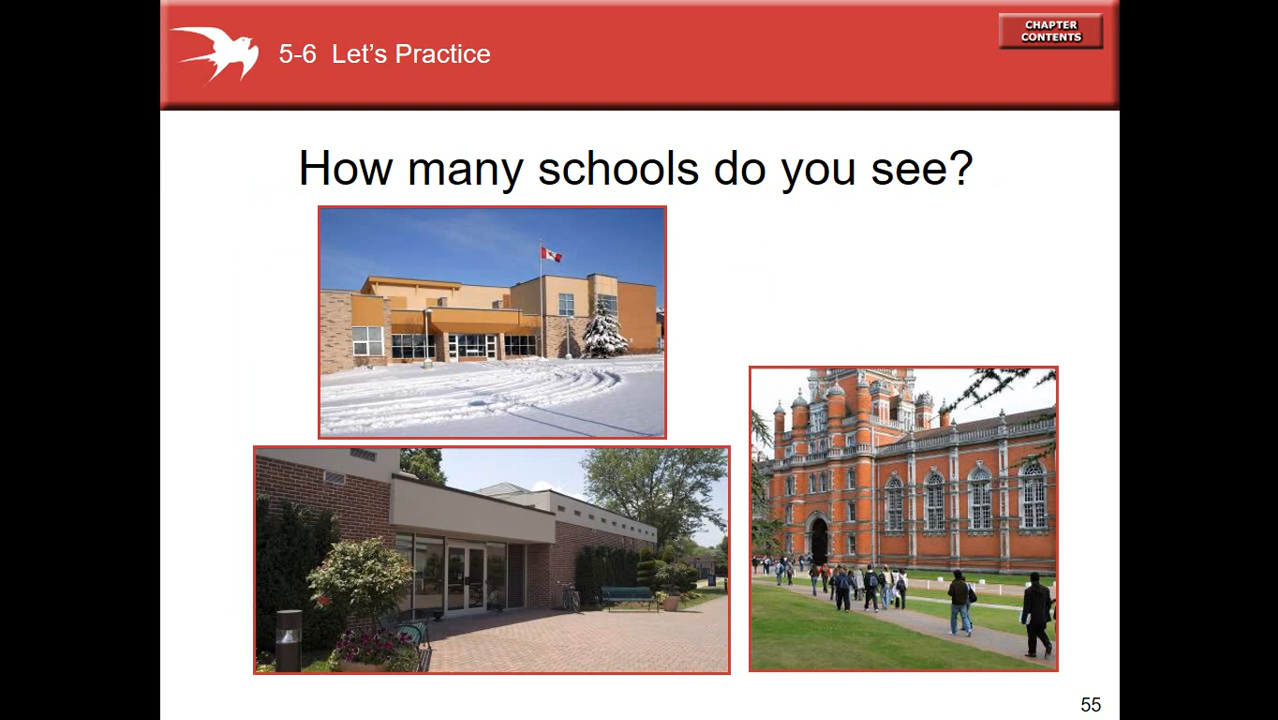 5-6 Let's Practice
CHAPTER
CONTENTS
How many schools do you see?
55